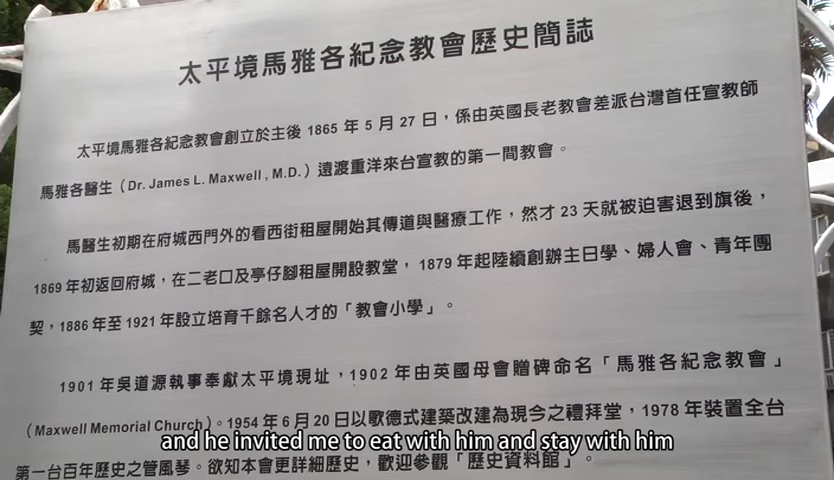 太平境馬雅各紀念教會歷史簡誌
太平境馬雅各紀念教會創立於主後 1865 年 5 月 27 日，係由英國長老教會差派台灣首任宣教師
馬雅各醫生（Dr. James L. Maxwell , M.D.）遠渡重洋來台宣教的第一間教會。
馬醫生初期在府城西門外的看西街租屋開始其傳道與醫療工作，然才 23 天就被迫害退到旗後，
1869 年初返回府城，在二老口及亭仔腳租屋開設教堂，1879 年起陸續創辦主日學、婦人會、青年團
契，1886 年至 1921 年設立培育千餘名人才的「教會小學」。
1901 年吳道源執事奉獻太平境現址，1902 年由英國母會贈碑命名「馬雅各紀念教會」
（Maxwell Memorial Church）。1954 年 6 月 20 日以歌德式建築改建為現今之禮拜堂，1978 年裝置全台
and he invited me to eat with him and stay with him
第一台百年歷史之管風琴。欲知本會更詳細歷史，歡迎參觀「歷史資料館」。